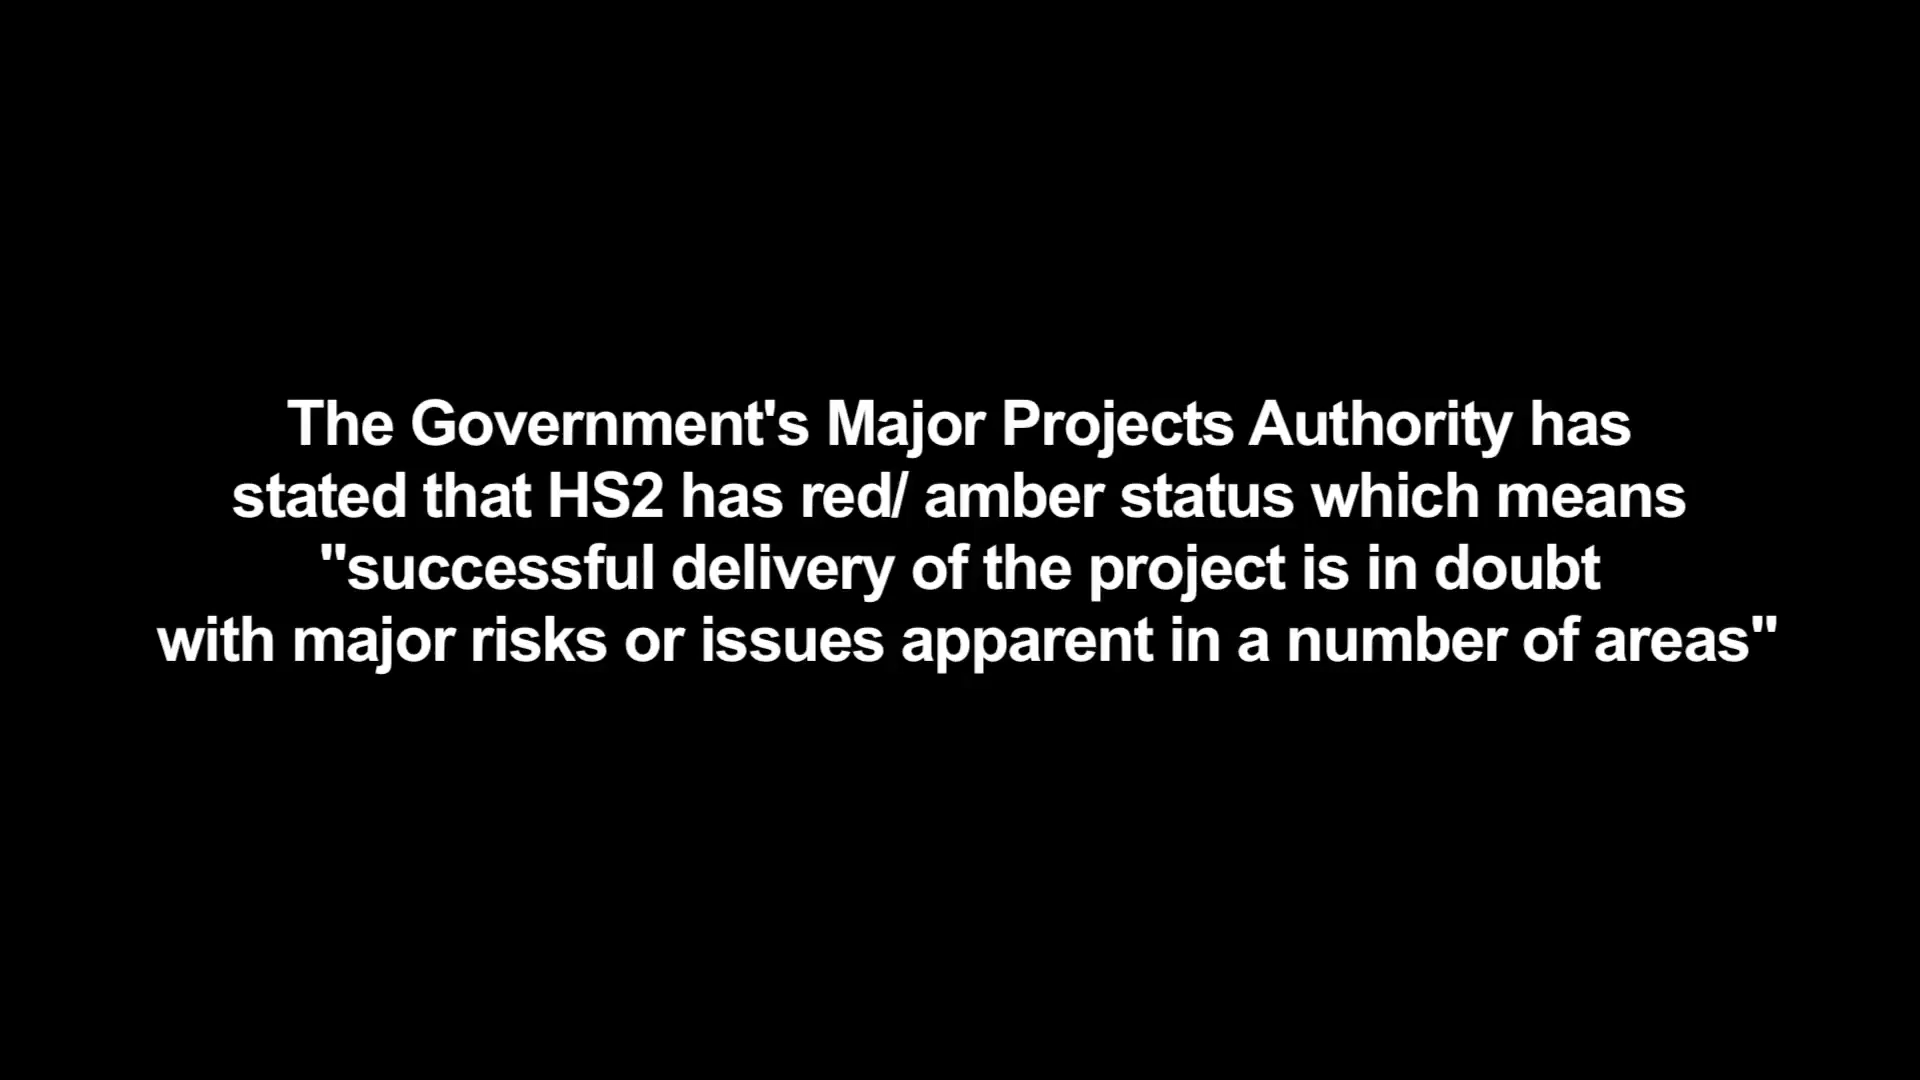 The Government's Major Projects Authority has
stated that HS2 has red/ amber status which means
"successful delivery of the project is in doubt
with major risks or issues apparent in a number of areas"